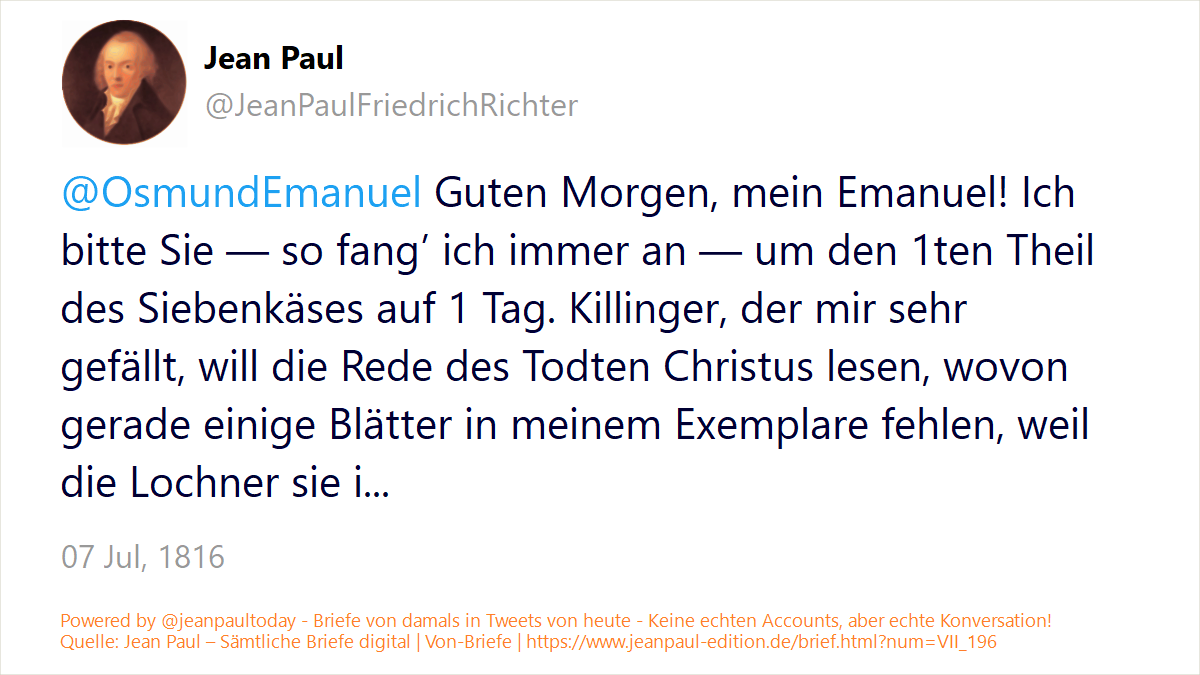 Jean Paul
@JeanPaulFriedrichRichter
@OsmundEmanuel Guten Morgen, mein Emanuel! Ich
bitte Sie — so fang’ ich immer an — um den 1ten Theil
des Siebenkäses auf 1 Tag. Killinger, der mir sehr
gefällt, will die Rede des Todten Christus lesen, wovon
gerade einige Blätter in meinem Exemplare fehlen, weil
die Lochner sie i...
07 Jul, 1816
Powered by @jeanpaultoday - Briefe von damals in Tweets von heute - Keine echten Accounts, aber echte Konversation!
Quelle: Jean Paul – Sämtliche Briefe digital | Von-Briefe | https://www.jeanpaul-edition.de/brief.html?num=VII_196